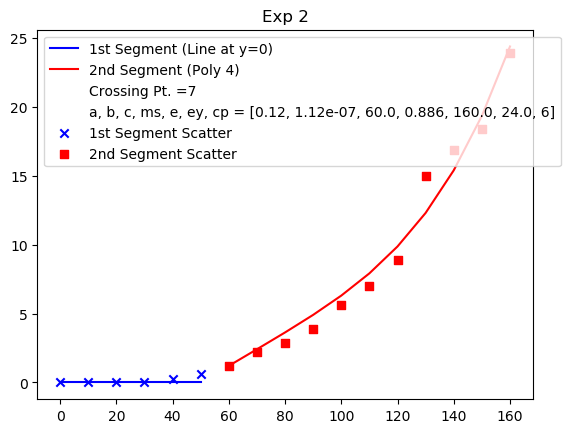 Exp 2
1st Segment (Line at y=0)
2nd Segment (Poly 4)
Crossing Pt. =7
a, b, c, ms, e, ey, cp = [0.12, 1.12e-07, 60.0, 0.886, 160.0, 24.0, 6]
1st Segment Scatter
2nd Segment Scatter
25
20
15
10
5
0
0 20 40 60 80 100 120 140 160